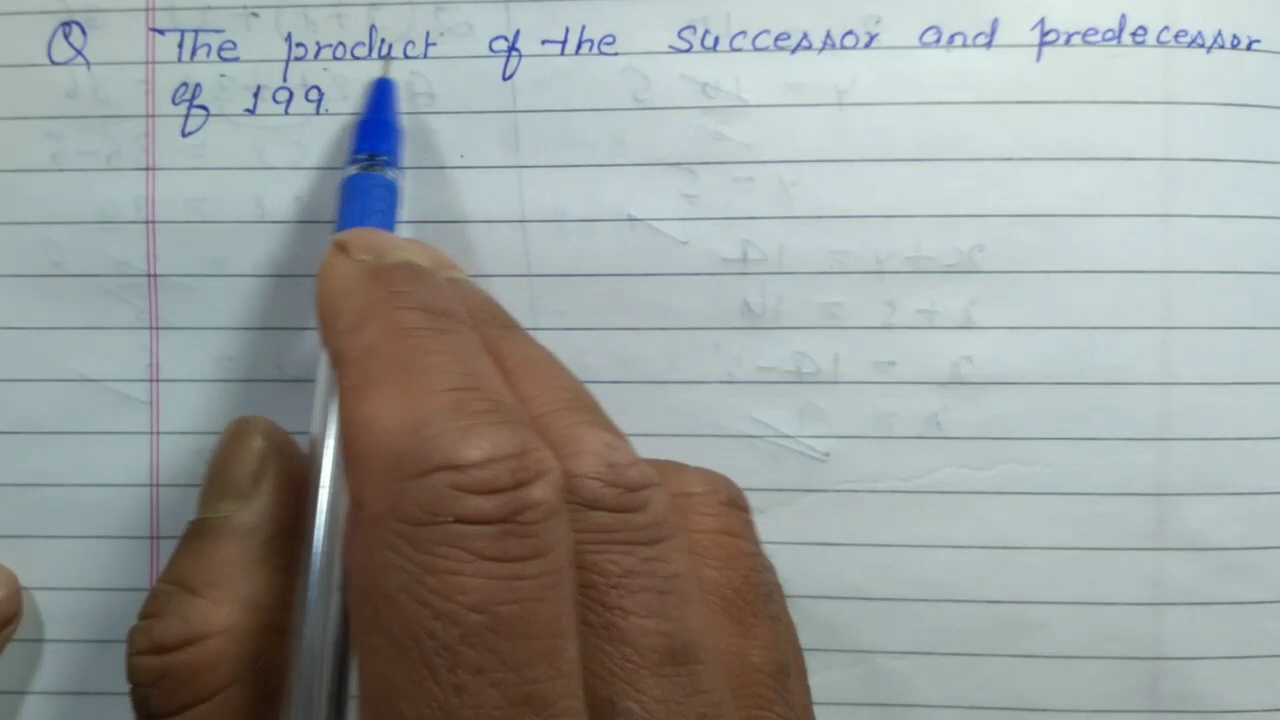 Q The product of the successor and predecessor
of 199.